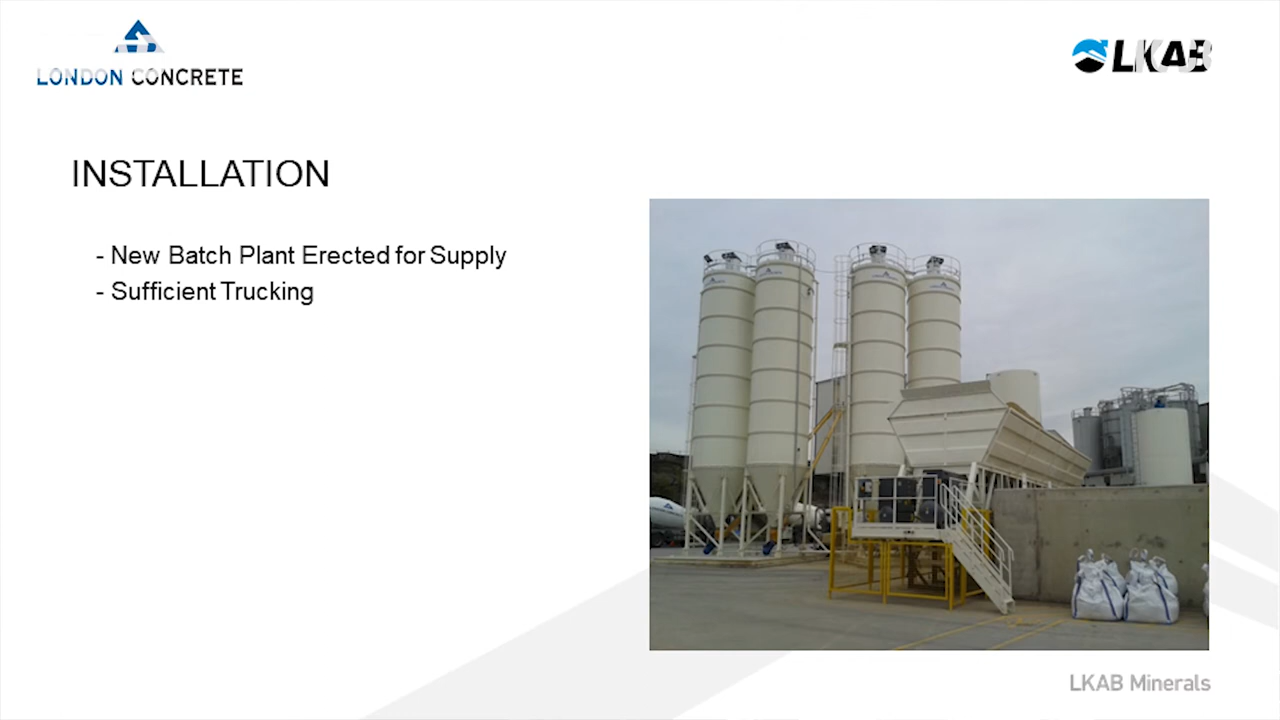 LONDON CONCRETE
LKAB
INSTALLATION
- New Batch Plant Erected for Supply
- Sufficient Trucking
LKAB Minerals